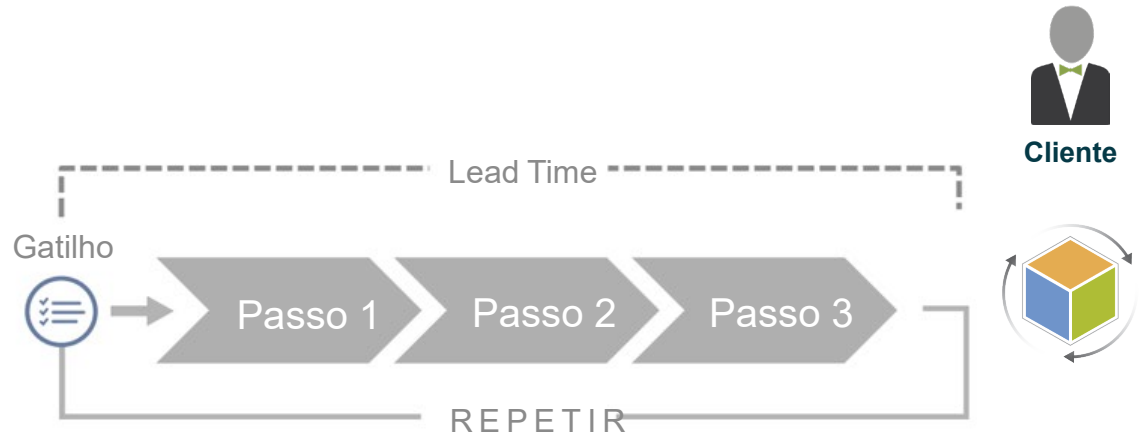 Cliente
Lead Time
Gatilho
Passo 1
Passo 2
Passo 3
REPETIR